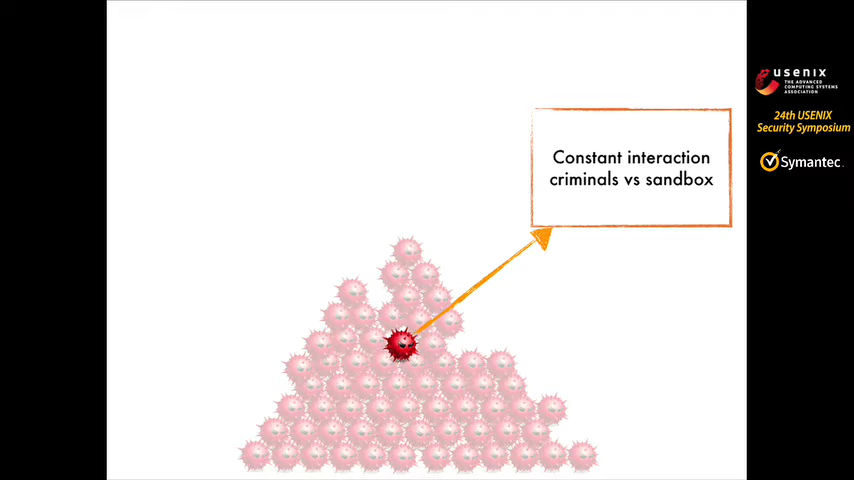 usenix
THE ADVANCED
COMPUTING SYSTEMS
ASSOCIATION
24th USENIX
Security Symposium
Symantec.
Constant interaction
criminals vs sandbox